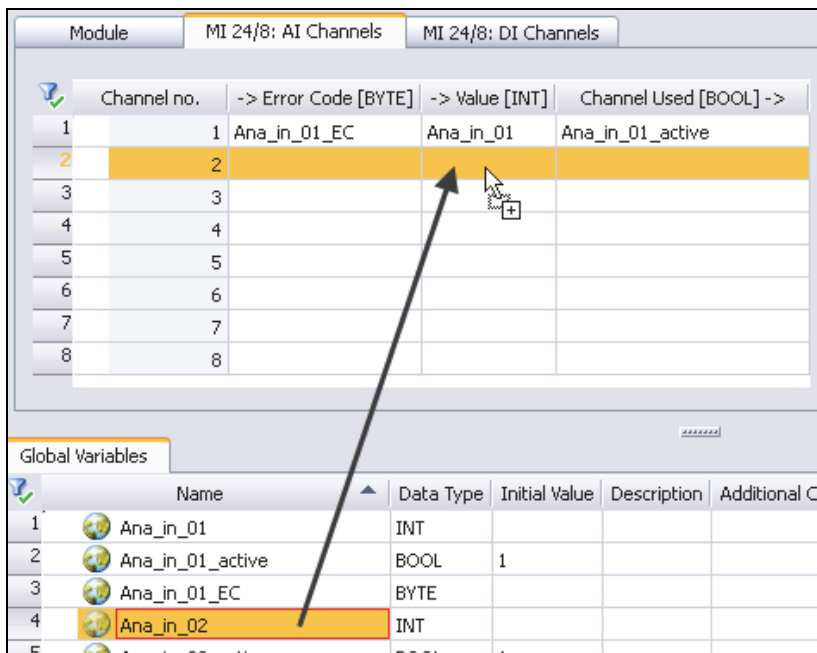 Module MI 24/8: AI Channels MI 24/8: DI Channels
Channel no. -> Error Code [BYTE] -> Value [INT] Channel Used [BOOL] ->
1 1 Ana_in_01_EC Ana_in_01 Ana_in_01_active
2 2
3 3
4 4
5 5
6 6
7 7
8 8
Global Variables
Name Data Type Initial Value Description Additional C
1 Ana_in_01 INT
2 Ana_in_01_active BOOL 1
3 Ana_in_01_EC BYTE
4 Ana_in_02 INT